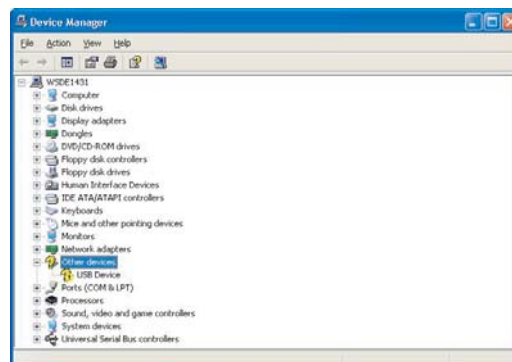 Device Manager
File Action View Help
WSDE1431
Computer
Disk drives
Display adapters
Dongles
DVD/CD-ROM drives
Floppy disk controllers
Floppy disk drives
Human Interface Devices
IDE ATA/ATAPI controllers
Keyboards
Mice and other pointing devices
Monitors
Network adapters
Other devices
USB Device
Ports (COM & LPT)
Processors
Sound, video and game controllers
System devices
Universal Serial Bus controllers